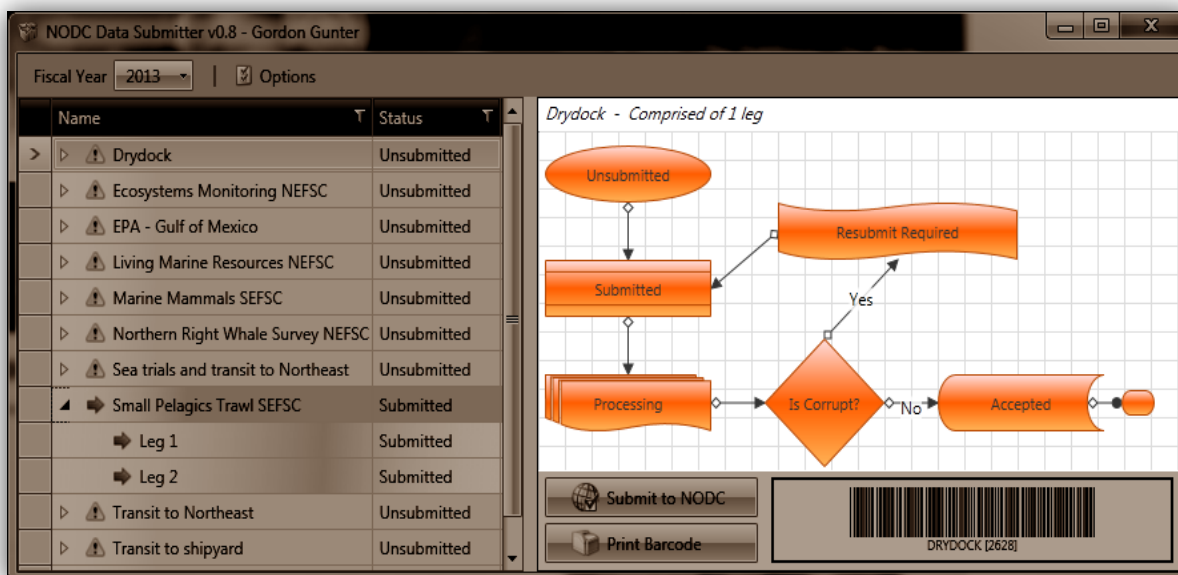 NODC Data Submitter v0.8 - Gordon Gunter
Fiscal Year 2013 Options
Name Status
Drydock Unsubmitted
Ecosystems Monitoring NEFSC Unsubmitted
EPA - Gulf of Mexico Unsubmitted
Living Marine Resources NEFSC Unsubmitted
Marine Mammals SEFSC Unsubmitted
Northern Right Whale Survey NEFSC Unsubmitted
Sea trials and transit to Northeast Unsubmitted
Small Pelagics Trawl SEFSC Submitted
Leg 1 Submitted
Leg 2 Submitted
Transit to Northeast Unsubmitted
Transit to shipyard Unsubmitted
Drydock - Comprised of 1 leg
Unsubmitted
Resubmit Required
Submitted
Yes
Processing
Is Corrupt?
No
Accepted
Submit to NODC
Print Barcode
DRYDOCK [2628]